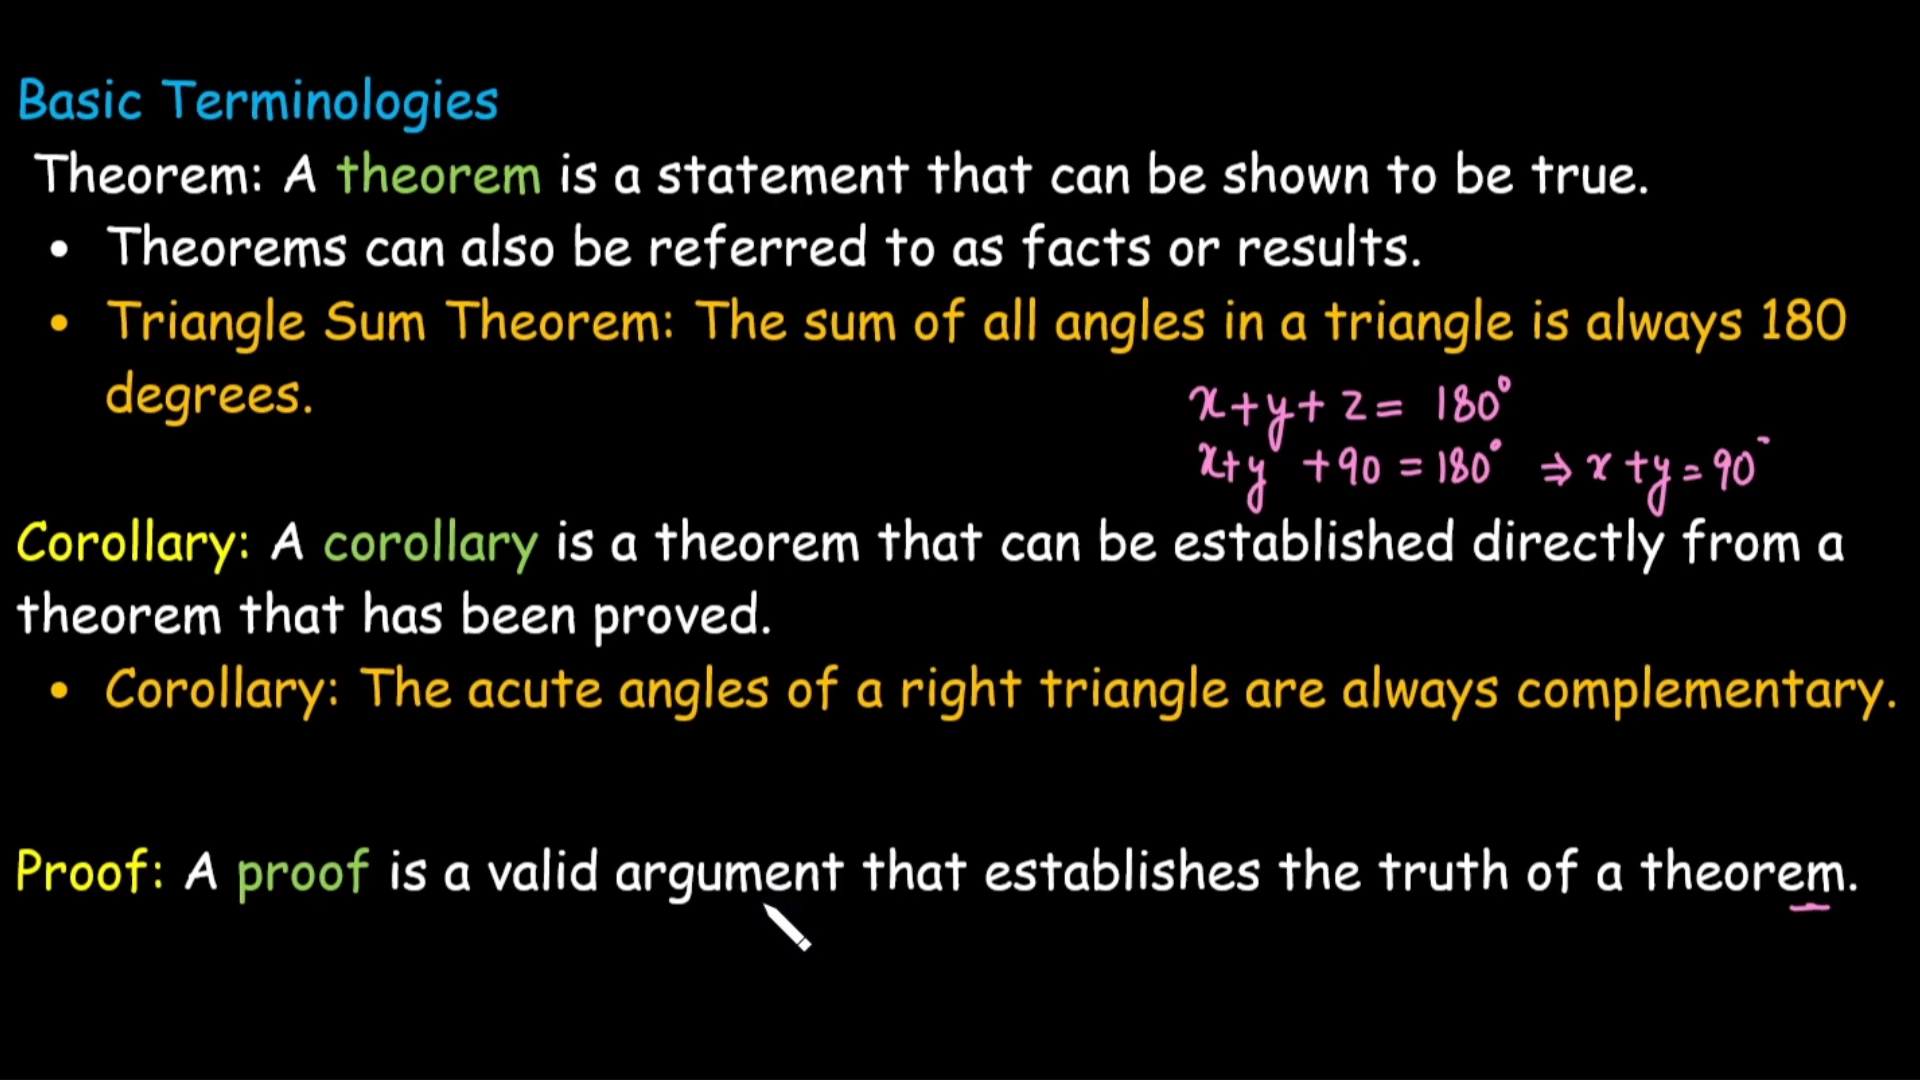 Basic Terminologies
Theorem: A theorem is a statement that can be shown to be true.
• Theorems can also be referred to as facts or results.
• Triangle Sum Theorem: The sum of all angles in a triangle is always 180
degrees.
x+y+z= 180°
x+y +90 =180° ⇒ x+y=90°
Corollary: A corollary is a theorem that can be established directly from a
theorem that has been proved.
• Corollary: The acute angles of a right triangle are always complementary.
Proof: A proof is a valid argument that establishes the truth of a theorem.